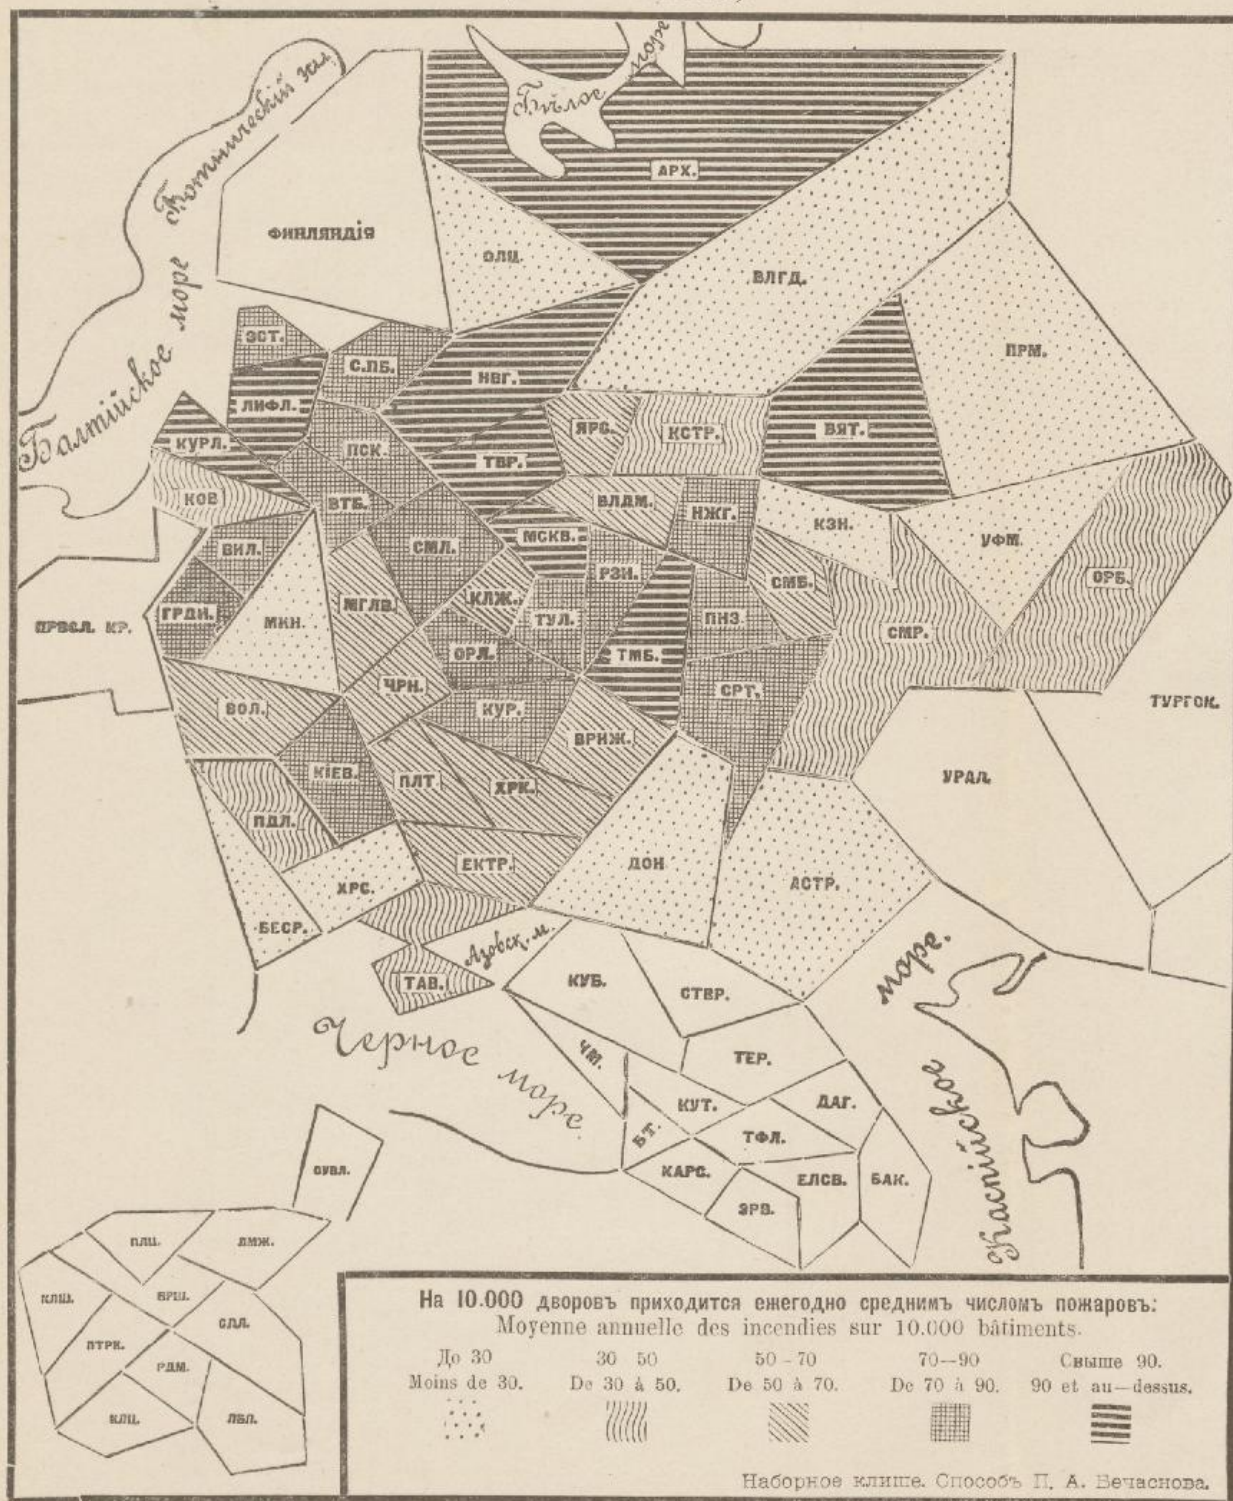 Ботническій зал.
Бѣлое море
АРХ.
ФИНЛЯНДІЯ
ОЛЦ.
ВЛГД.
Балтійское море
ЭСТ.
С.ПБ.
НВГ.
ПРМ.
ЛИФЛ.
КУРЛ.
ПСК.
ТВР.
ЯРС.
КСТР.
ВЯТ.
КОВ
ВТБ.
ВЛДМ.
НЖГ.
КЗН.
УФМ.
ОРБ.
ВИЛ.
СМЛ.
МСКВ.
РЗН.
СМБ.
ГРДН.
МКН.
МГЛВ.
КЛЖ.
ТУЛ.
ПНЗ.
СМР.
ПРВСЛ. КР.
ОРЛ.
ТМБ.
СРТ.
ТУРГСК.
ВОЛ.
ЧРН.
КУР.
ВРНЖ.
КІЕВ.
ПЛТ.
ХРК.
УРАЛ.
ПДЛ.
ЕКТР.
ДОН
АСТР.
ХРС.
БЕСР.
ТАВ.
Азовск. м.
КУБ.
СТВР.
Черное море.
ЧМ.
ТЕР.
Каспійское море.
КУТ.
ДАГ.
БТ.
ТФЛ.
КАРС.
ЕЛСВ.
БАК.
ЭРВ.
СУВЛ.
ПЛЦ.
ЛМЖ.
КЛШ.
ВРШ.
СДЛ.
ПТРК.
РДМ.
КЛЦ.
ЛБЛ.
На 10.000 дворовъ приходится ежегодно среднимъ числомъ пожаровъ:
Moyenne annuelle des incendies sur 10.000 bâtiments.
До 30 30 50 50-70 70—90 Свыше 90.
Moins de 30. De 30 à 50. De 50 à 70. De 70 à 90. 90 et au—dessus.
Наборное клише. Способъ П. А. Бечаснова.